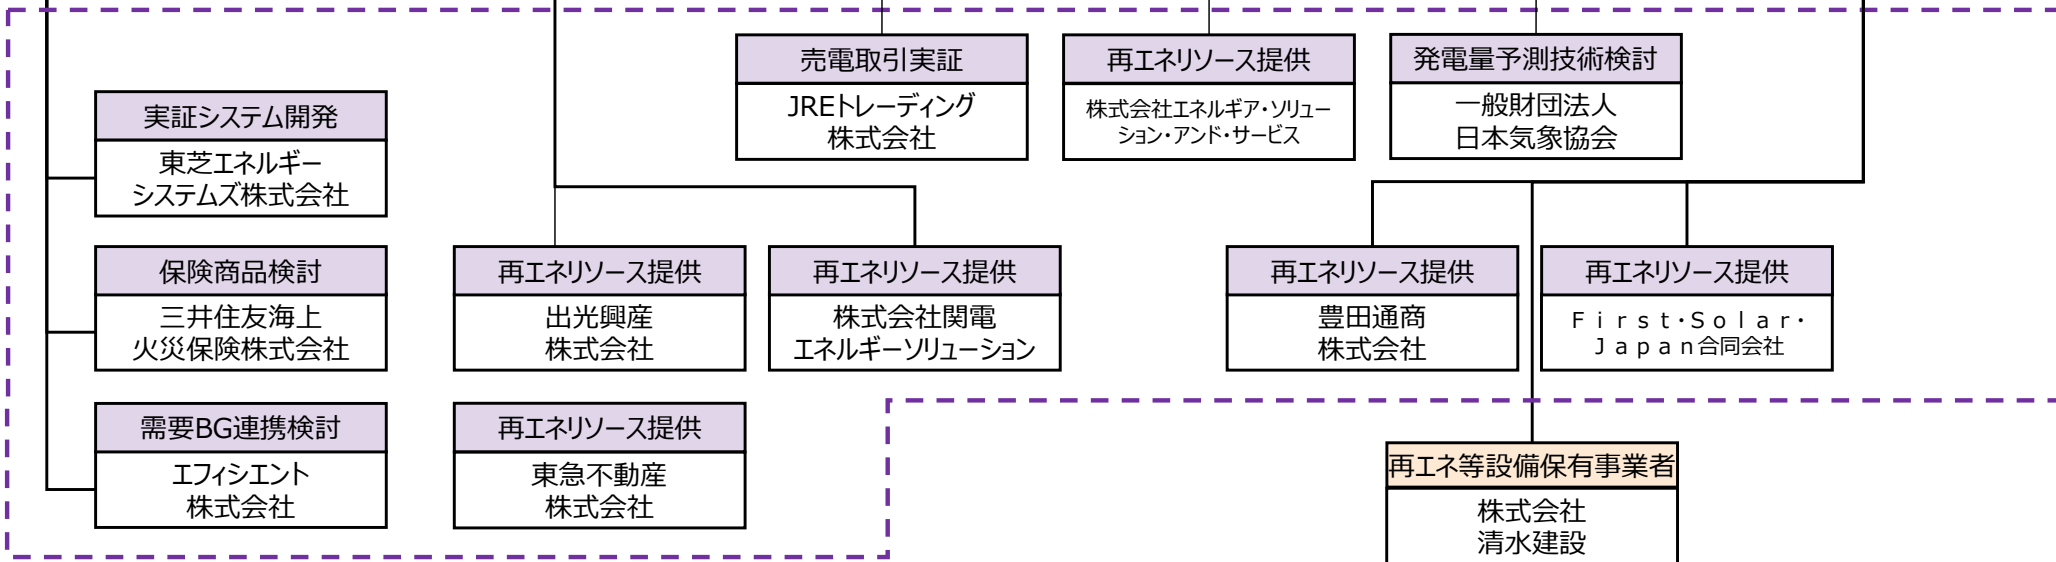 売電取引実証
JREトレーディング
株式会社
再エネリソース提供
株式会社エネルギア・ソリュー
ション・アンド・サービス
発電量予測技術検討
一般財団法人
日本気象協会
実証システム開発
東芝エネルギー
システムズ株式会社
保険商品検討
三井住友海上
火災保険株式会社
再エネリソース提供
出光興産
株式会社
再エネリソース提供
株式会社関電
エネルギーソリューション
再エネリソース提供
豊田通商
株式会社
再エネリソース提供
Ｆｉｒｓｔ・Ｓｏｌａｒ・
Ｊａｐａｎ合同会社
需要BG連携検討
エフィシエント
株式会社
再エネリソース提供
東急不動産
株式会社
再エネ等設備保有事業者
株式会社
清水建設